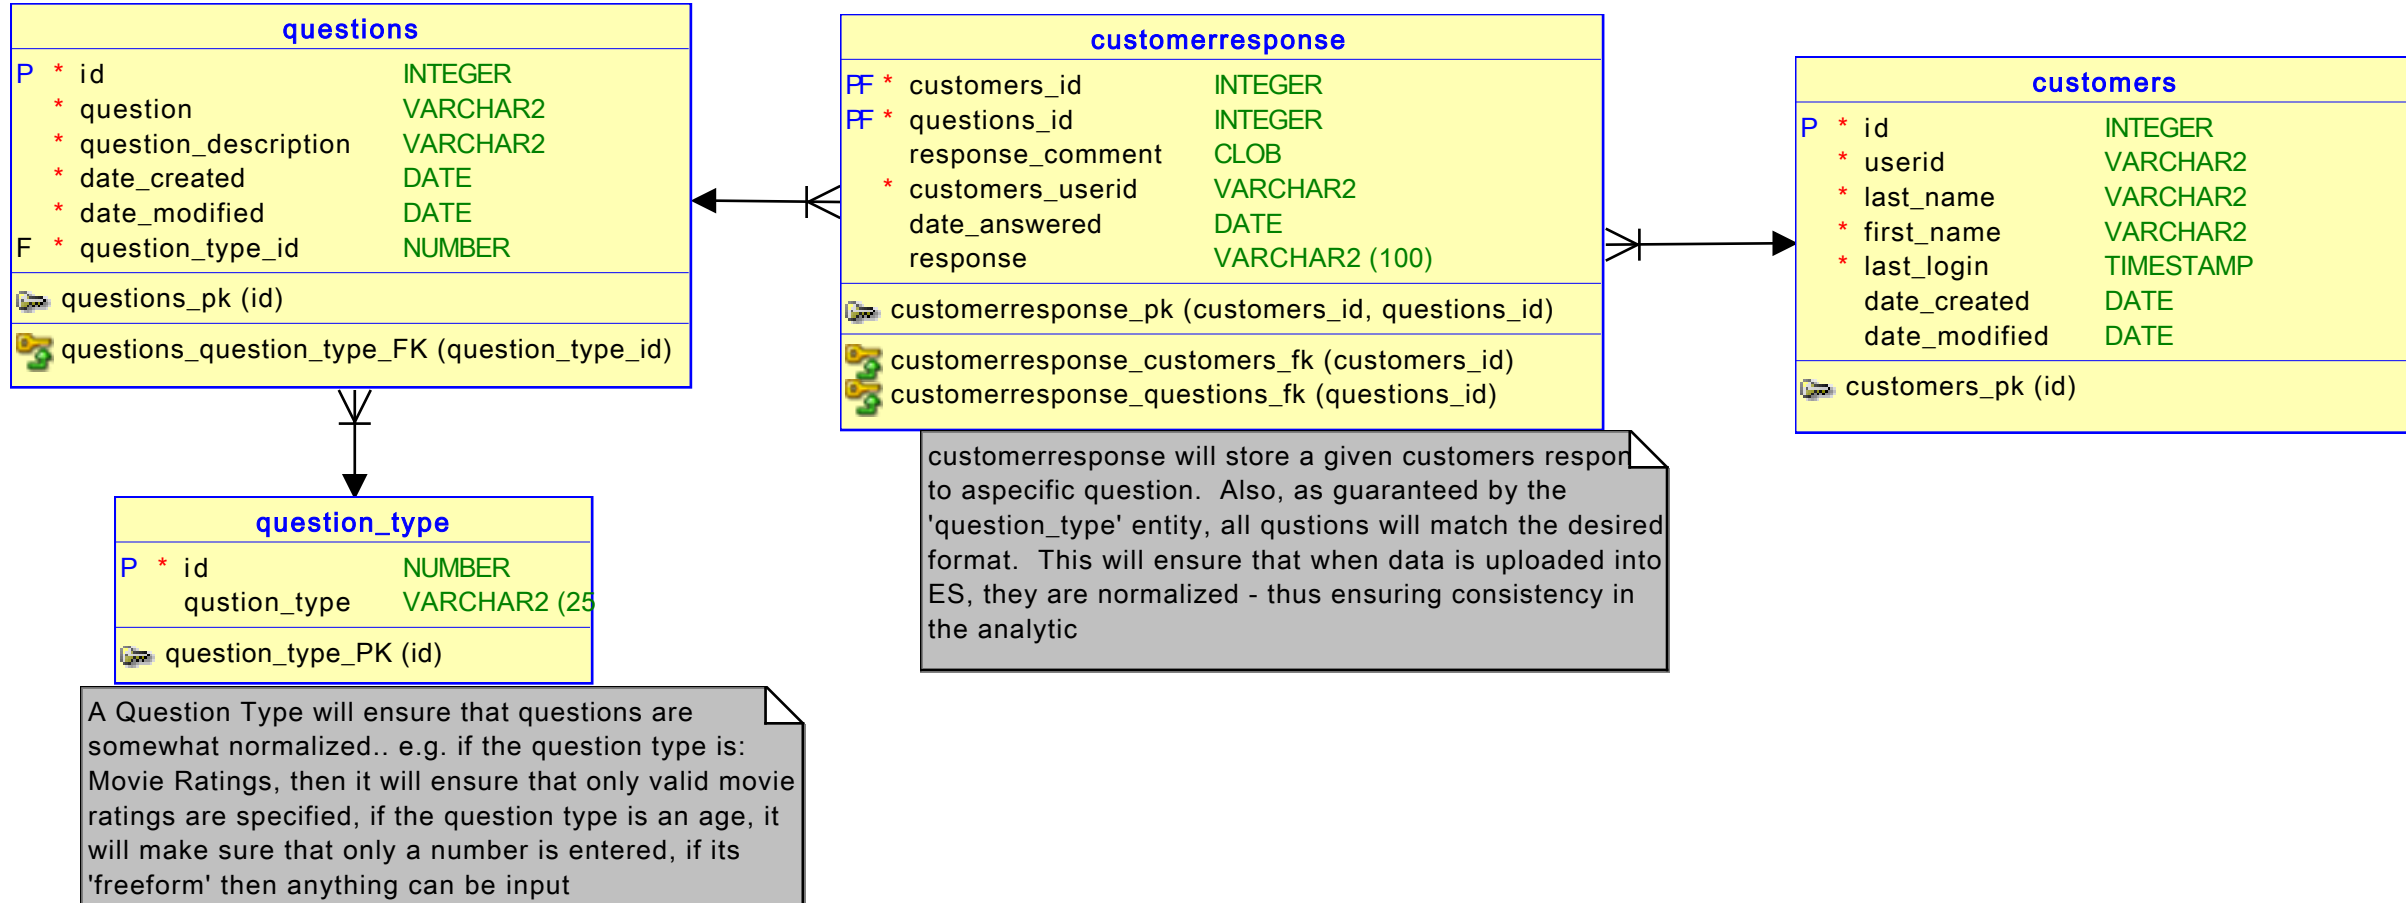 questions
P * id INTEGER
* question VARCHAR2
* question_description VARCHAR2
* date_created DATE
* date_modified DATE
F * question_type_id NUMBER
questions_pk (id)
questions_question_type_FK (question_type_id)
customerresponse
PF * customers_id INTEGER
PF * questions_id INTEGER
response_comment CLOB
* customers_userid VARCHAR2
date_answered DATE
response VARCHAR2 (100)
customerresponse_pk (customers_id, questions_id)
customerresponse_customers_fk (customers_id)
customerresponse_questions_fk (questions_id)
customers
P * id INTEGER
* userid VARCHAR2
* last_name VARCHAR2
* first_name VARCHAR2
* last_login TIMESTAMP
date_created DATE
date_modified DATE
customers_pk (id)
customerresponse will store a given customers respon
to aspecific question.  Also, as guaranteed by the
'question_type' entity, all qustions will match the desired
format.  This will ensure that when data is uploaded into
ES, they are normalized - thus ensuring consistency in
the analytic
question_type
P * id NUMBER
qustion_type VARCHAR2 (25
question_type_PK (id)
A Question Type will ensure that questions are
somewhat normalized.. e.g. if the question type is:
Movie Ratings, then it will ensure that only valid movie
ratings are specified, if the question type is an age, it
will make sure that only a number is entered, if its
'freeform' then anything can be input